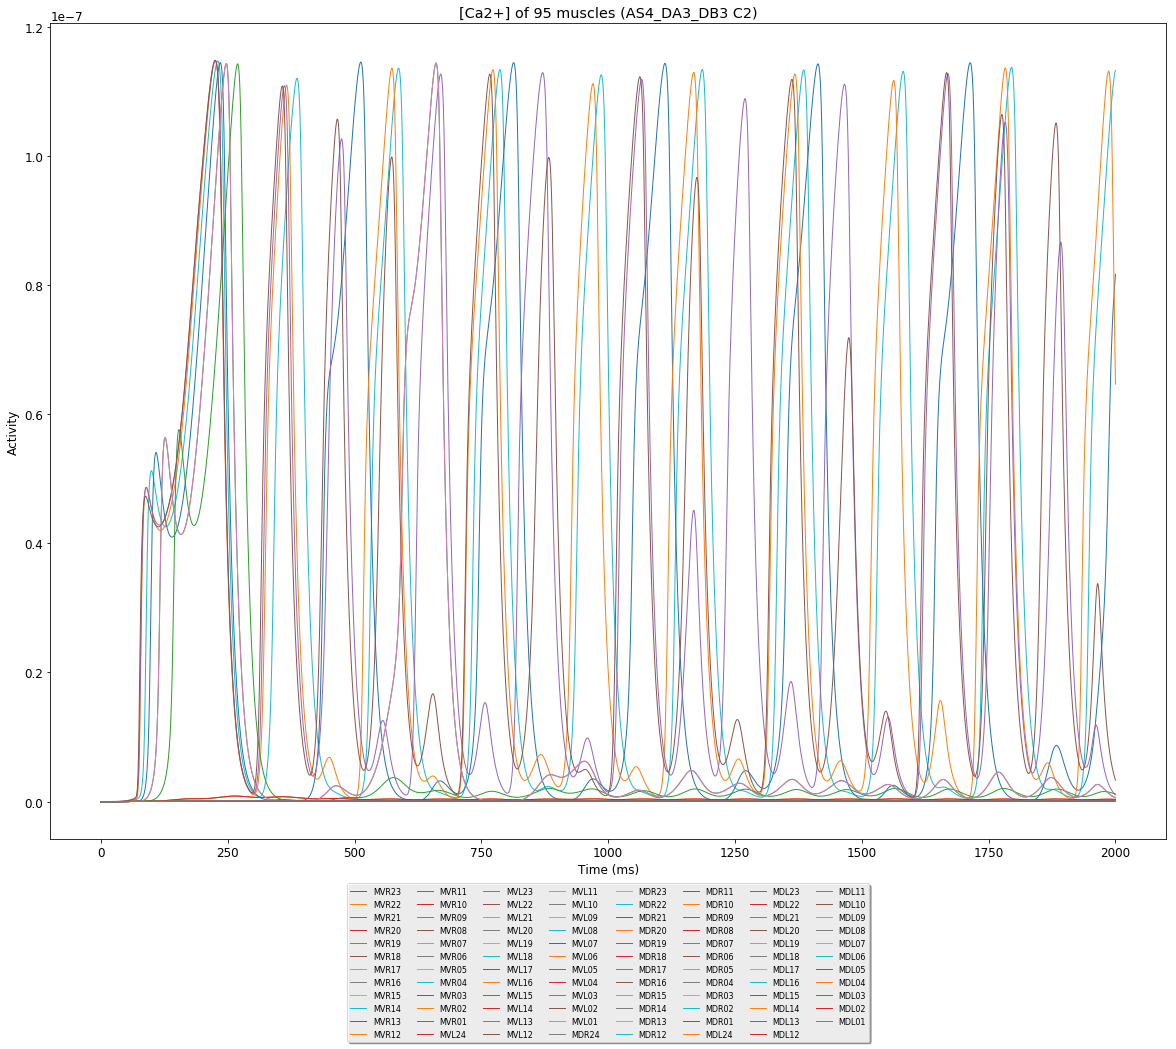 [Ca2+] of 95 muscles (AS4_DA3_DB3 C2)
1e−7
1.2
1.0
0.8
0.6
0.4
0.2
0.0
Activity
0 250 500 750 1000 1250 1500 1750 2000
Time (ms)
MVR23 MVR11 MVL23 MVL11 MDR23 MDR11 MDL23 MDL11
MVR22 MVR10 MVL22 MVL10 MDR22 MDR10 MDL22 MDL10
MVR21 MVR09 MVL21 MVL09 MDR21 MDR09 MDL21 MDL09
MVR20 MVR08 MVL20 MVL08 MDR20 MDR08 MDL20 MDL08
MVR19 MVR07 MVL19 MVL07 MDR19 MDR07 MDL19 MDL07
MVR18 MVR06 MVL18 MVL06 MDR18 MDR06 MDL18 MDL06
MVR17 MVR05 MVL17 MVL05 MDR17 MDR05 MDL17 MDL05
MVR16 MVR04 MVL16 MVL04 MDR16 MDR04 MDL16 MDL04
MVR15 MVR03 MVL15 MVL03 MDR15 MDR03 MDL15 MDL03
MVR14 MVR02 MVL14 MVL02 MDR14 MDR02 MDL14 MDL02
MVR13 MVR01 MVL13 MVL01 MDR13 MDR01 MDL13 MDL01
MVR12 MVL24 MVL12 MDR24 MDR12 MDL24 MDL12